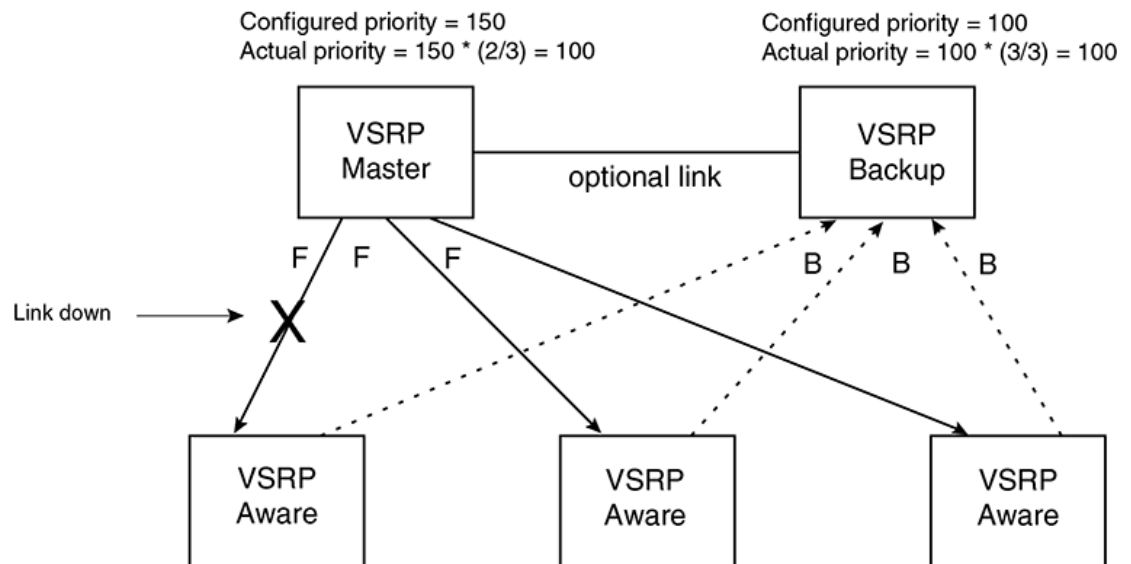 Configured priority = 150
Actual priority = 150 * (2/3) = 100
Configured priority = 100
Actual priority = 100 * (3/3) = 100
VSRP
Master
optional link
VSRP
Backup
F
F
F
B
B
B
Link down
X
VSRP
Aware
VSRP
Aware
VSRP
Aware